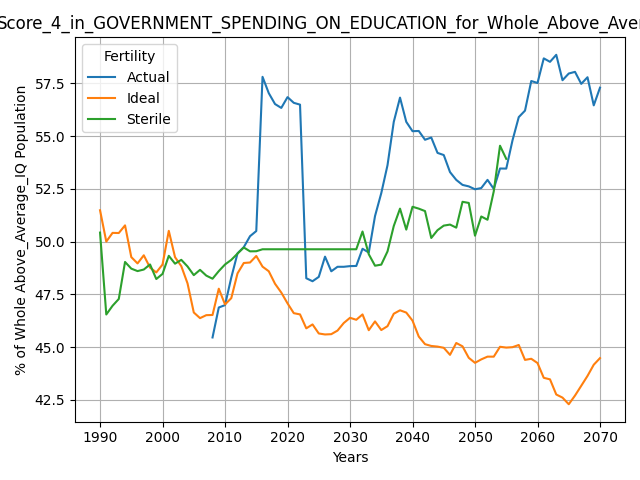 Score_4_in_GOVERNMENT_SPENDING_ON_EDUCATION_for_Whole_Above_Aver
Fertility
Actual
Ideal
Sterile
% of Whole Above_Average_IQ Population
57.5
55.0
52.5
50.0
47.5
45.0
42.5
1990 2000 2010 2020 2030 2040 2050 2060 2070
Years